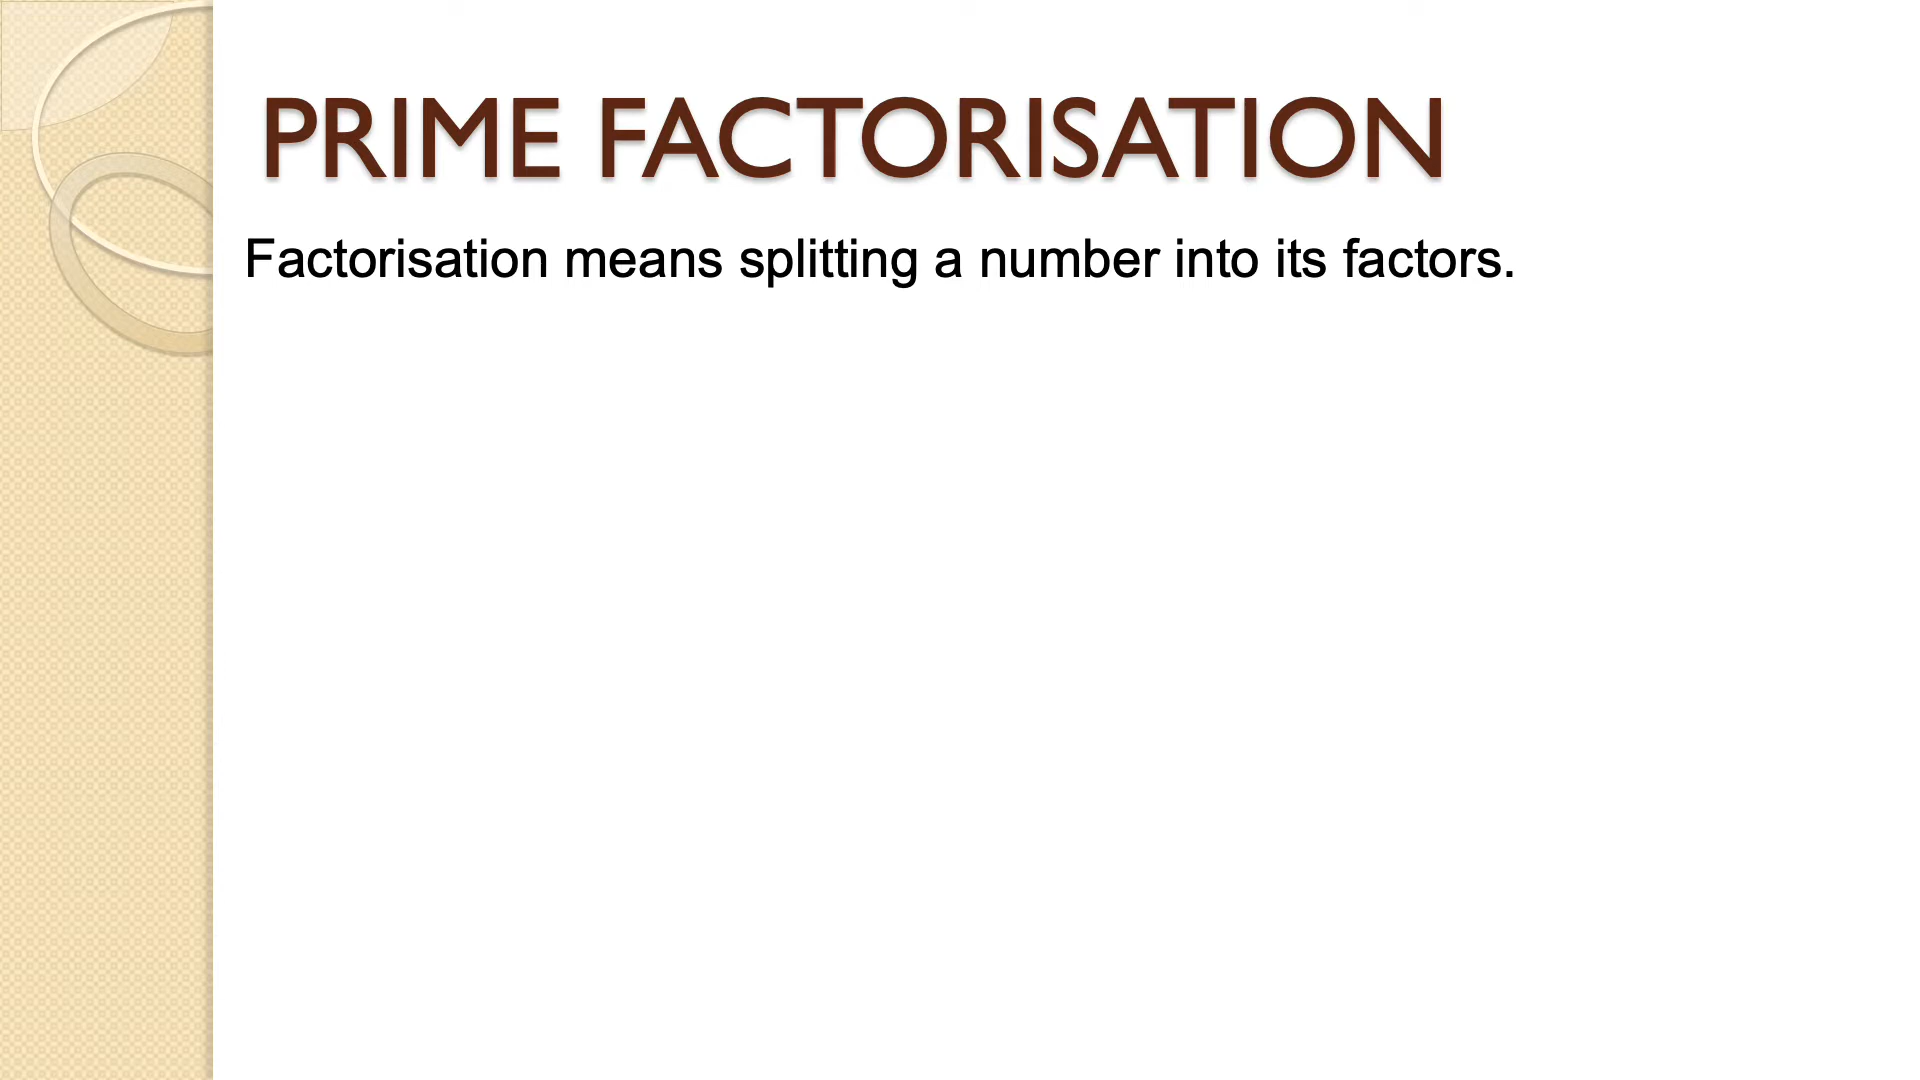 PRIME FACTORISATION
Factorisation means splitting a number into its factors.